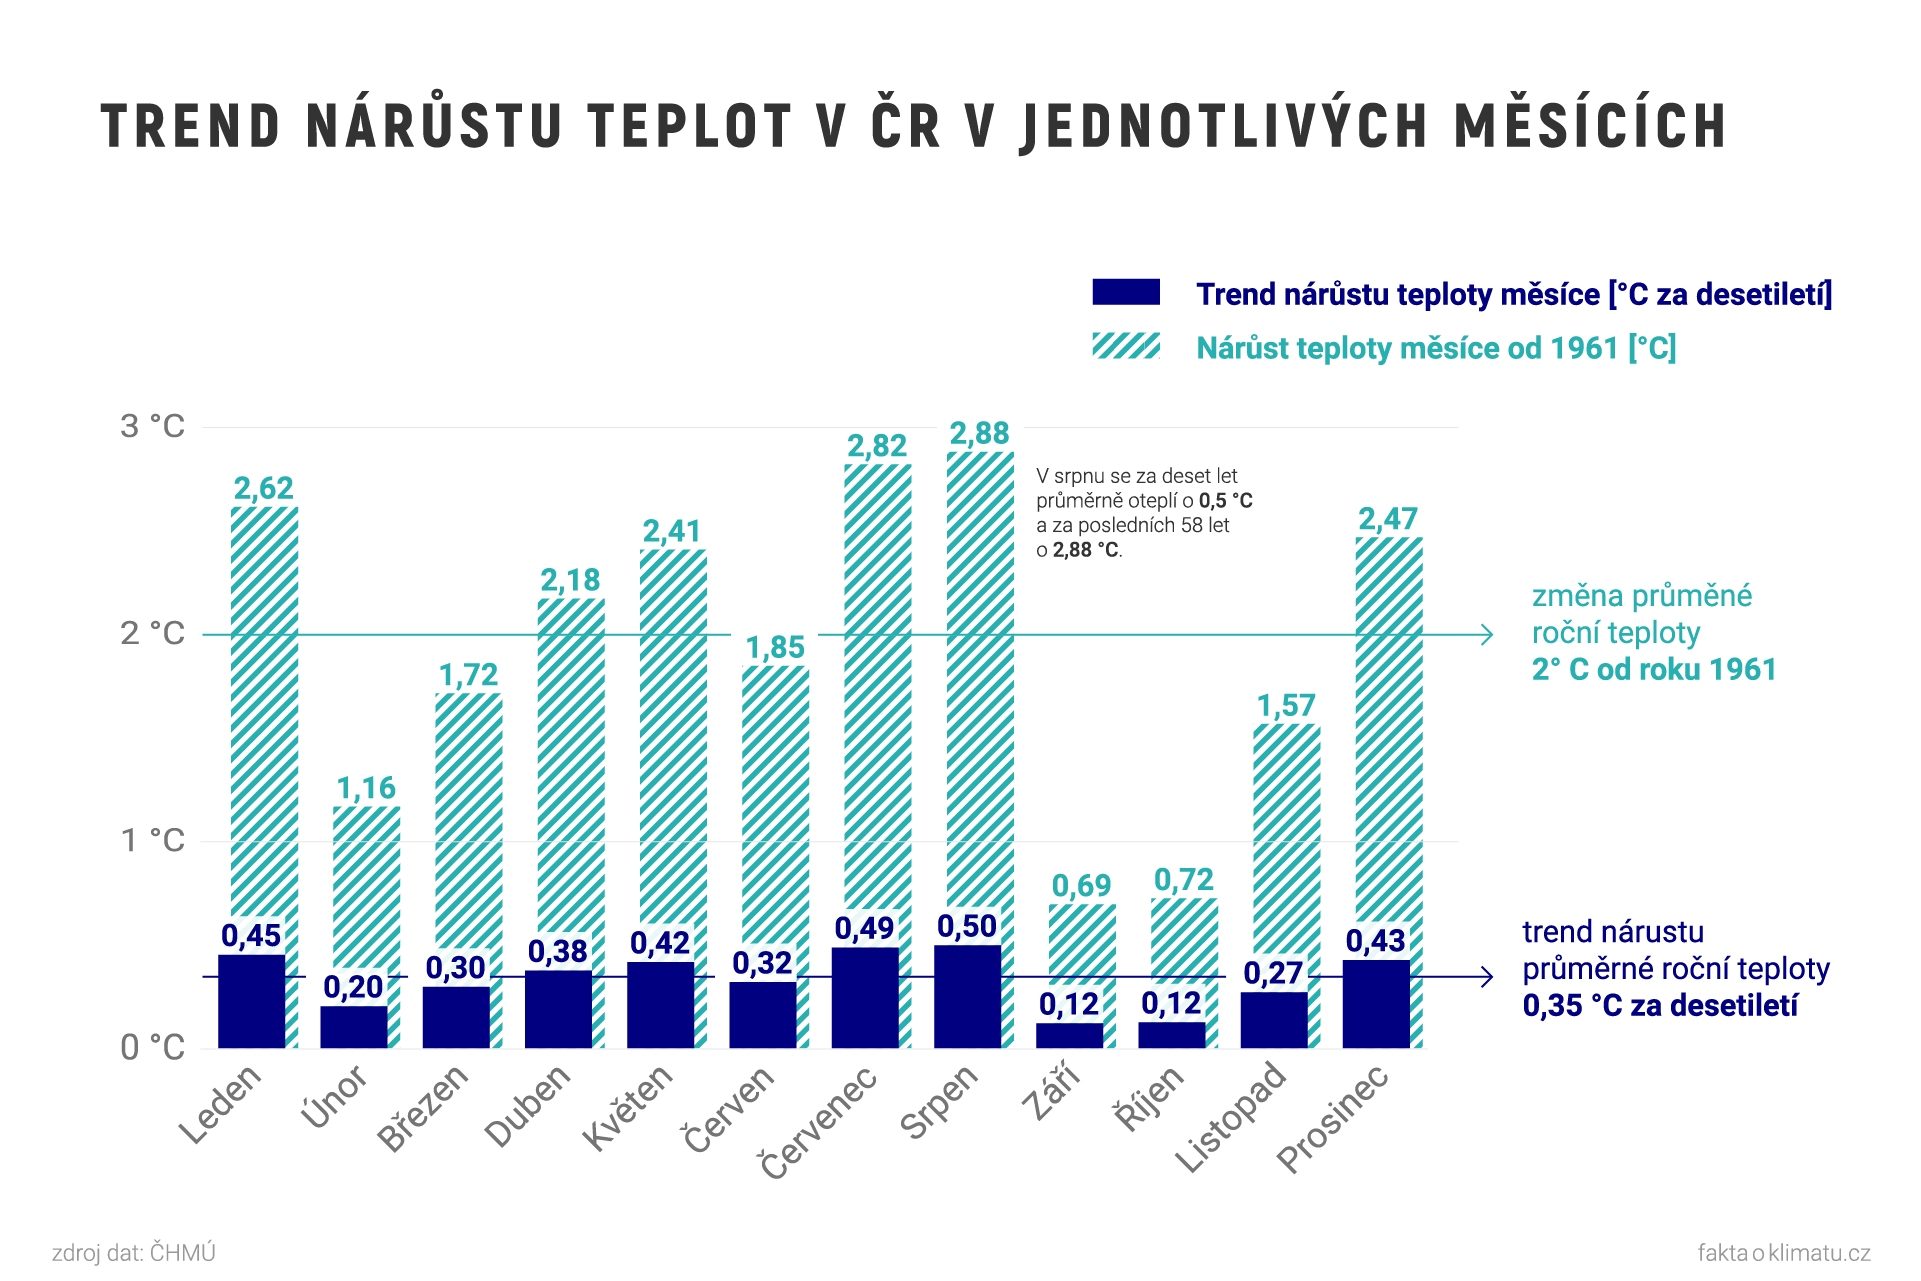 TREND NÁRŮSTU TEPLOT V ČR V JEDNOTLIVÝCH MĚSÍCÍCH
Trend nárůstu teploty měsíce [°C za desetiletí]
Nárůst teploty měsíce od 1961 [°C]
3 °C
2 °C
1 °C
0 °C
2,62
1,16
1,72
2,18
2,41
1,85
2,82
2,88
0,69
0,72
1,57
2,47
V srpnu se za deset let
průměrně oteplí o 0,5 °C
a za posledních 58 let
o 2,88 °C.
změna průměné
roční teploty
2° C od roku 1961
0,45
0,20
0,30
0,38
0,42
0,32
0,49
0,50
0,12
0,12
0,27
0,43
trend nárustu
průměrné roční teploty
0,35 °C za desetiletí
Leden
Únor
Březen
Duben
Květen
Červen
Červenec
Srpen
Září
Říjen
Listopad
Prosinec
zdroj dat: ČHMÚ
fakta o klimatu.cz